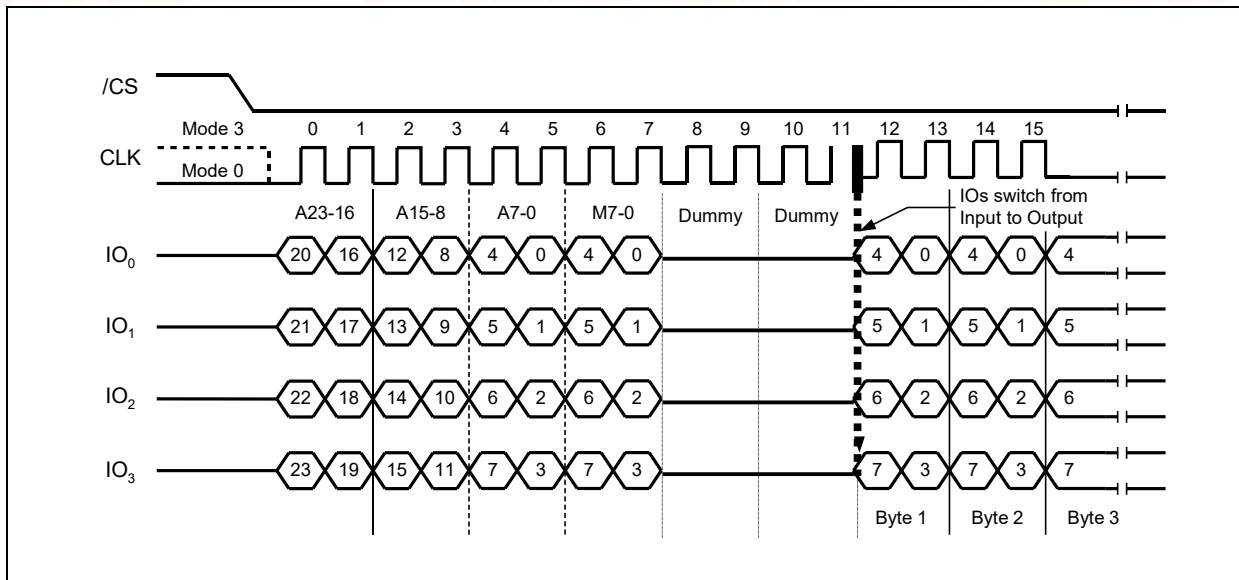 /CS
Mode 3 0 1 2 3 4 5 6 7 8 9 10 11 12 13 14 15
CLK
Mode 0
A23-16 A15-8 A7-0 M7-0 Dummy Dummy IOs switch from
Input to Output
IO0 20 16 12 8 4 0 4 0 4 0 4 0 4
IO1 21 17 13 9 5 1 5 1 5 1 5 1 5
IO2 22 18 14 10 6 2 6 2 6 2 6 2 6
IO3 23 19 15 11 7 3 7 3 7 3 7 3 7
Byte 1 Byte 2 Byte 3